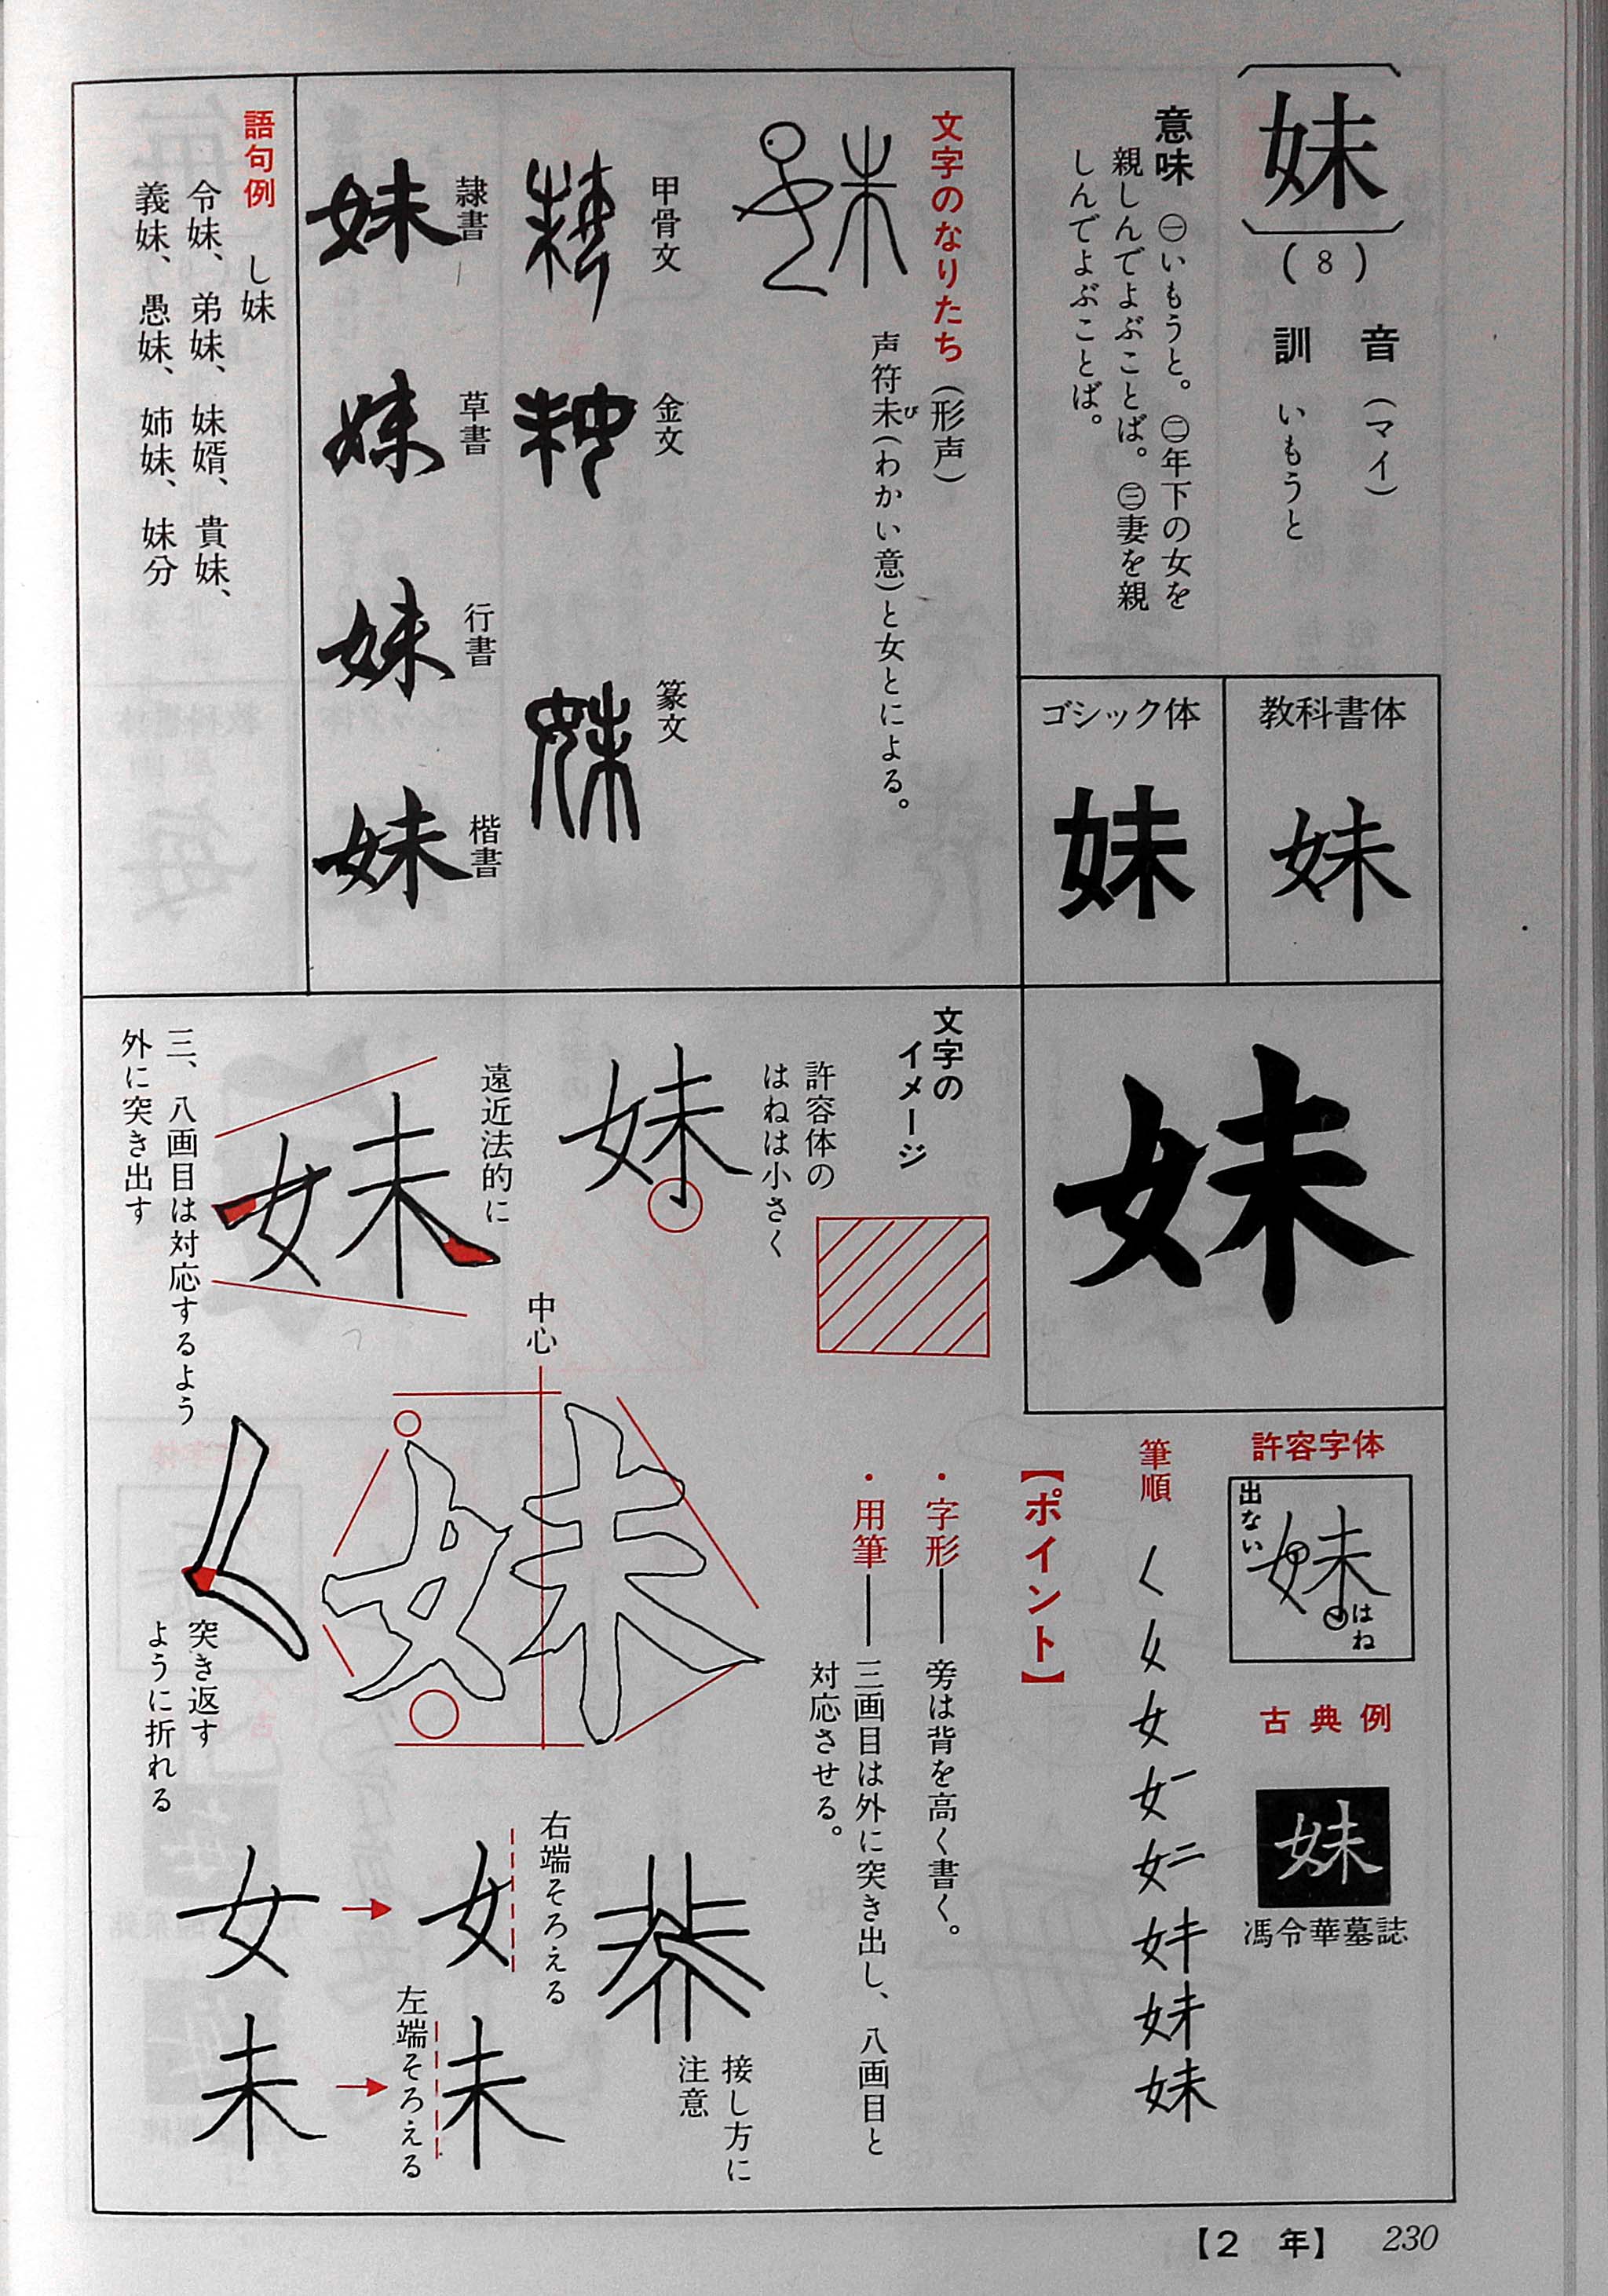 妹
(8)
音(マイ)
訓 いもうと
意味 ㊀いもうと。㊁年下の女を
親しんでよぶことば。㊂妻を親
しんでよぶことば。
教科書体
妹
ゴシック体
妹
文字のなりたち(形声)
声符未(わかい意)と女とによる。
び
甲骨文
金文
篆文
隷書
妹
草書
妹
行書
妹
楷書
妹
語句例 し妹
令妹、弟妹、妹婿、貴妹、
義妹、愚妹、姉妹、妹分
妹
許容字体
出ない
妹
はね
古典例
妹
馮令華墓誌
筆順
く 女 女 妹
【ポイント】
・字形――旁は背を高く書く。
・用筆――三画目は外に突き出し、八画目と
対応させる。
文字の
イメージ
許容体の
はねは小さく
妹
遠近法的に
妹
三、八画目は対応するよう
外に突き出す
中心
妹
突き返す
ように折れる
接し方に
注意
右端そろえる
女 女
左端そろえる
未 未
【2 年】 230